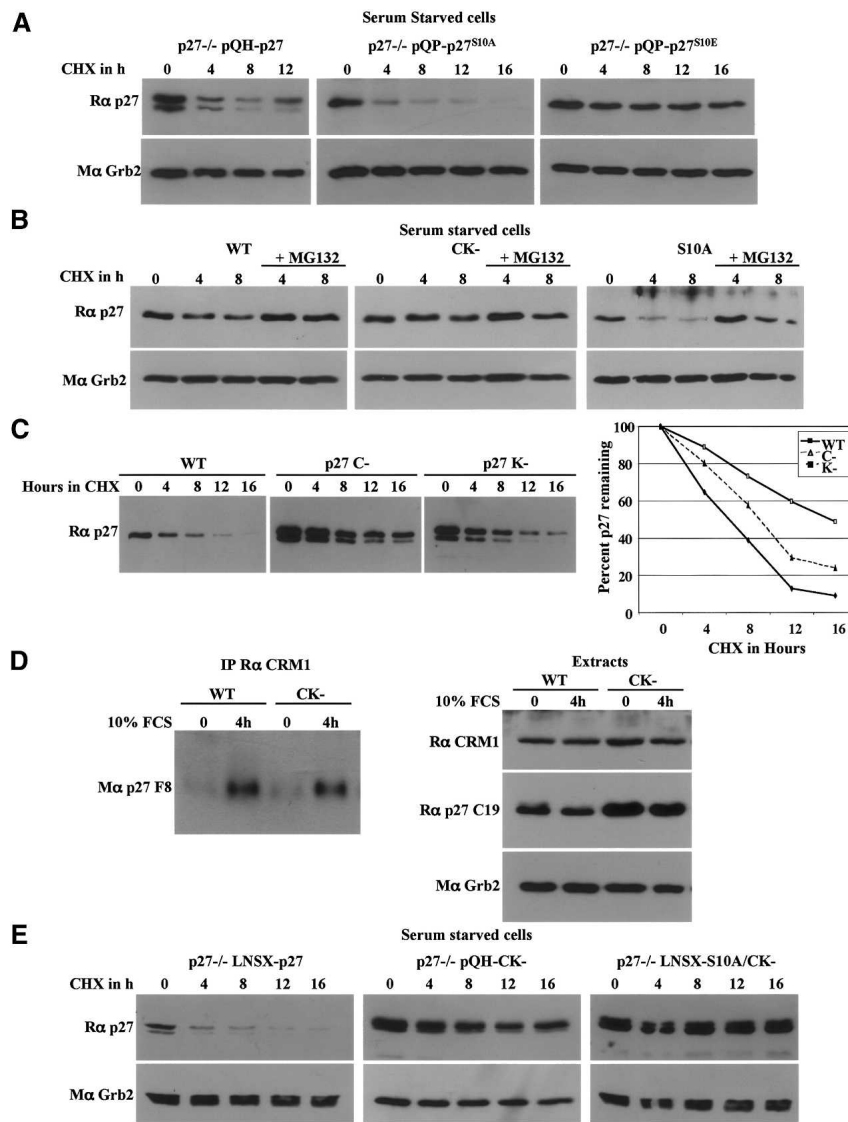 A
Serum Starved cells
p27-/- pQH-p27
p27-/- pQP-p27S10A
p27-/- pQP-p27S10E
CHX in h 0 4 8 12 0 4 8 12 16 0 4 8 12 16
Rα p27
Mα Grb2
B
Serum starved cells
WT CK- S10A
+ MG132 + MG132 + MG132
CHX in h 0 4 8 4 8 0 4 8 4 8 0 4 8 4 8
Rα p27
Mα Grb2
C
WT p27 C- p27 K-
Hours in CHX 0 4 8 12 16 0 4 8 12 16 0 4 8 12 16
Rα p27
Percent p27 remaining
100
80
60
40
20
0
0 4 8 12 16
CHX in Hours
WT
C-
K-
D
IP Rα CRM1
WT CK-
10% FCS 0 4h 0 4h
Mα p27 F8
Extracts
WT CK-
10% FCS 0 4h 0 4h
Rα CRM1
Rα p27 C19
Mα Grb2
E
Serum starved cells
p27-/- LNSX-p27 p27-/- pQH-CK- p27-/- LNSX-S10A/CK-
CHX in h 0 4 8 12 16 0 4 8 12 16 0 4 8 12 16
Rα p27
Mα Grb2